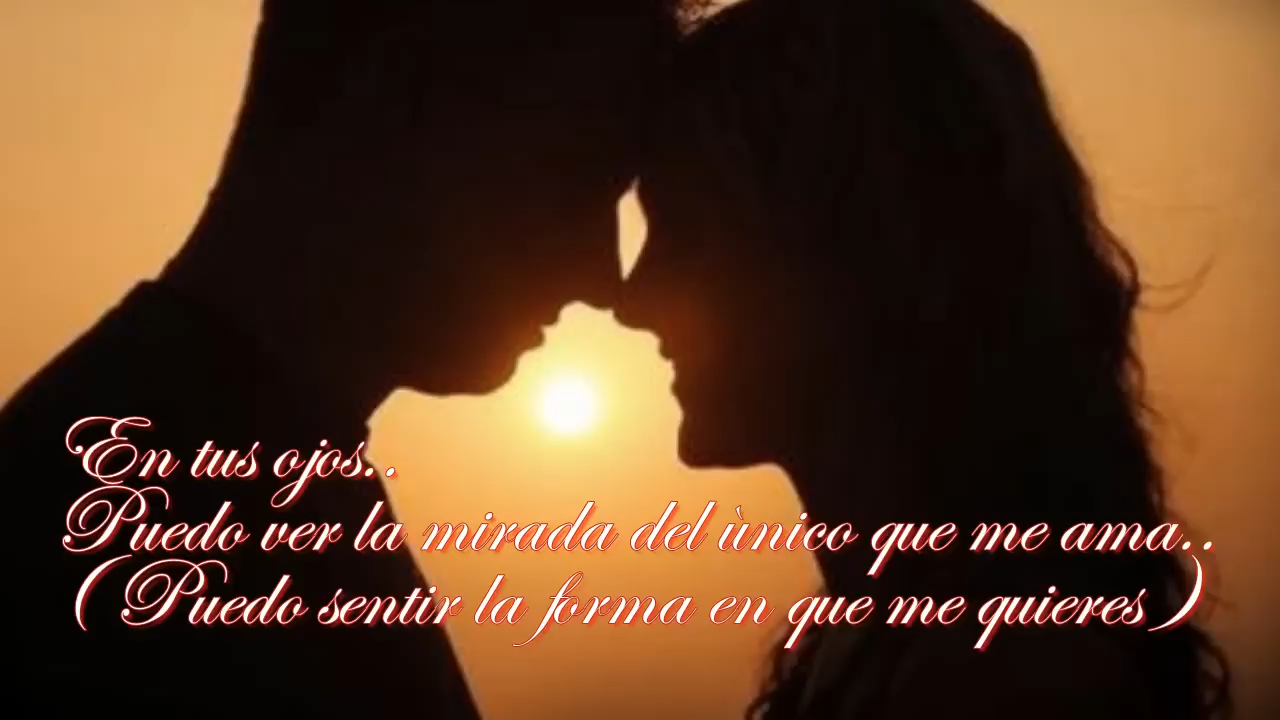 En tus ojos..
Puedo ver la mirada del ùnico que me ama..
(Puedo sentir la forma en que me quieres)